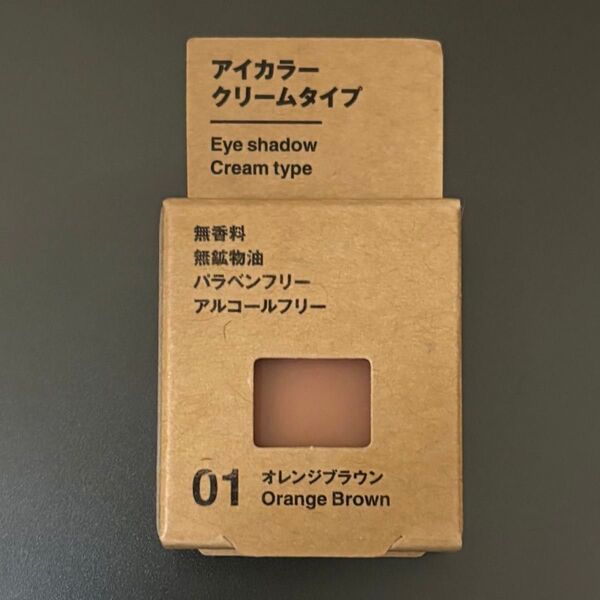 アイカラー
クリームタイプ
Eye shadow
Cream type
無香料
無鉱物油
パラベンフリー
アルコールフリー
01
オレンジブラウン
Orange Brown